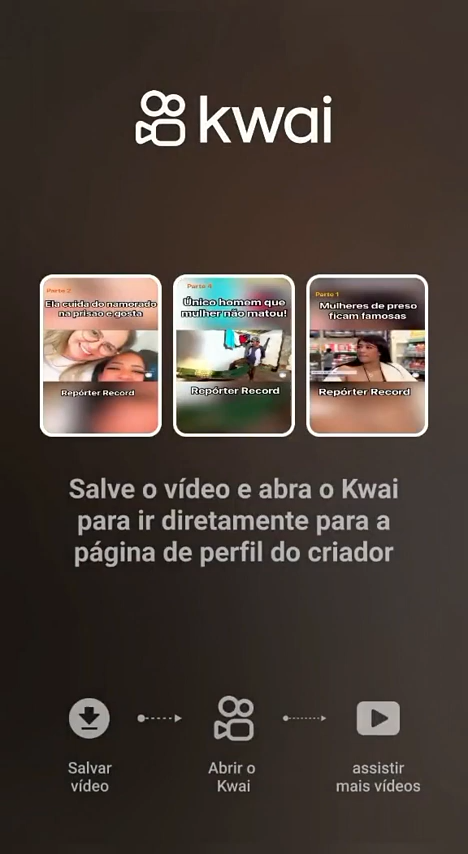 kwai
Parte 2
Ela cuida do namorado
na prisão e gosta
Repórter Record
Parte 4
Único homem que
mulher não matou!
Repórter Record
Parte 1
Mulheres de preso
ficam famosas
Repórter Record
Salve o vídeo e abra o Kwai
para ir diretamente para a
página de perfil do criador
Salvar
vídeo
Abrir o
Kwai
assistir
mais vídeos